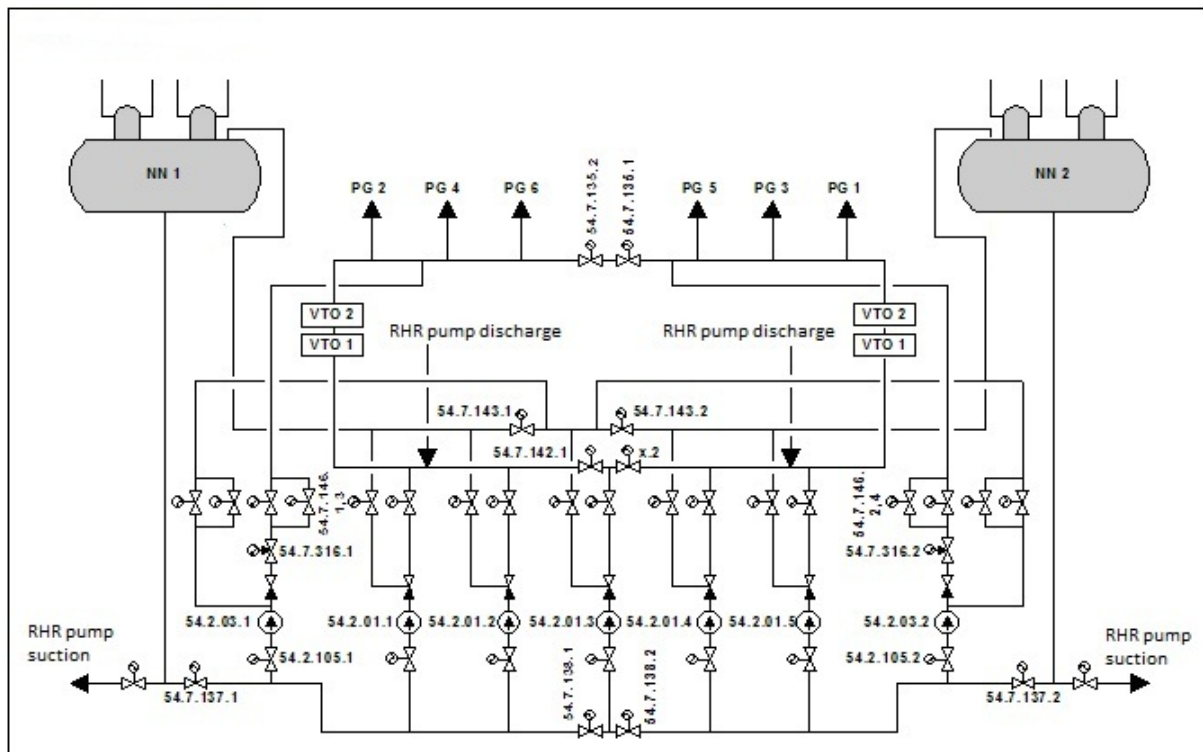 NN 1
NN 2
54.7.135.2
54.7.135.1
PG 2
PG 4
PG 6
PG 5
PG 3
PG 1
VTO 2
VTO 1
RHR pump discharge
RHR pump discharge
VTO 2
VTO 1
54.7.143.1
54.7.143.2
54.7.142.1
x.2
54.7.146.
1,3
54.7.146.
2,4
54.7.316.1
54.7.316.2
54.2.03.1
54.2.01.1
54.2.01.2
54.2.01.3
54.2.01.4
54.2.01.5
54.2.03.2
RHR pump
suction
54.2.105.1
54.7.138.1
54.7.138.2
54.2.105.2
RHR pump
suction
54.7.137.1
54.7.137.2